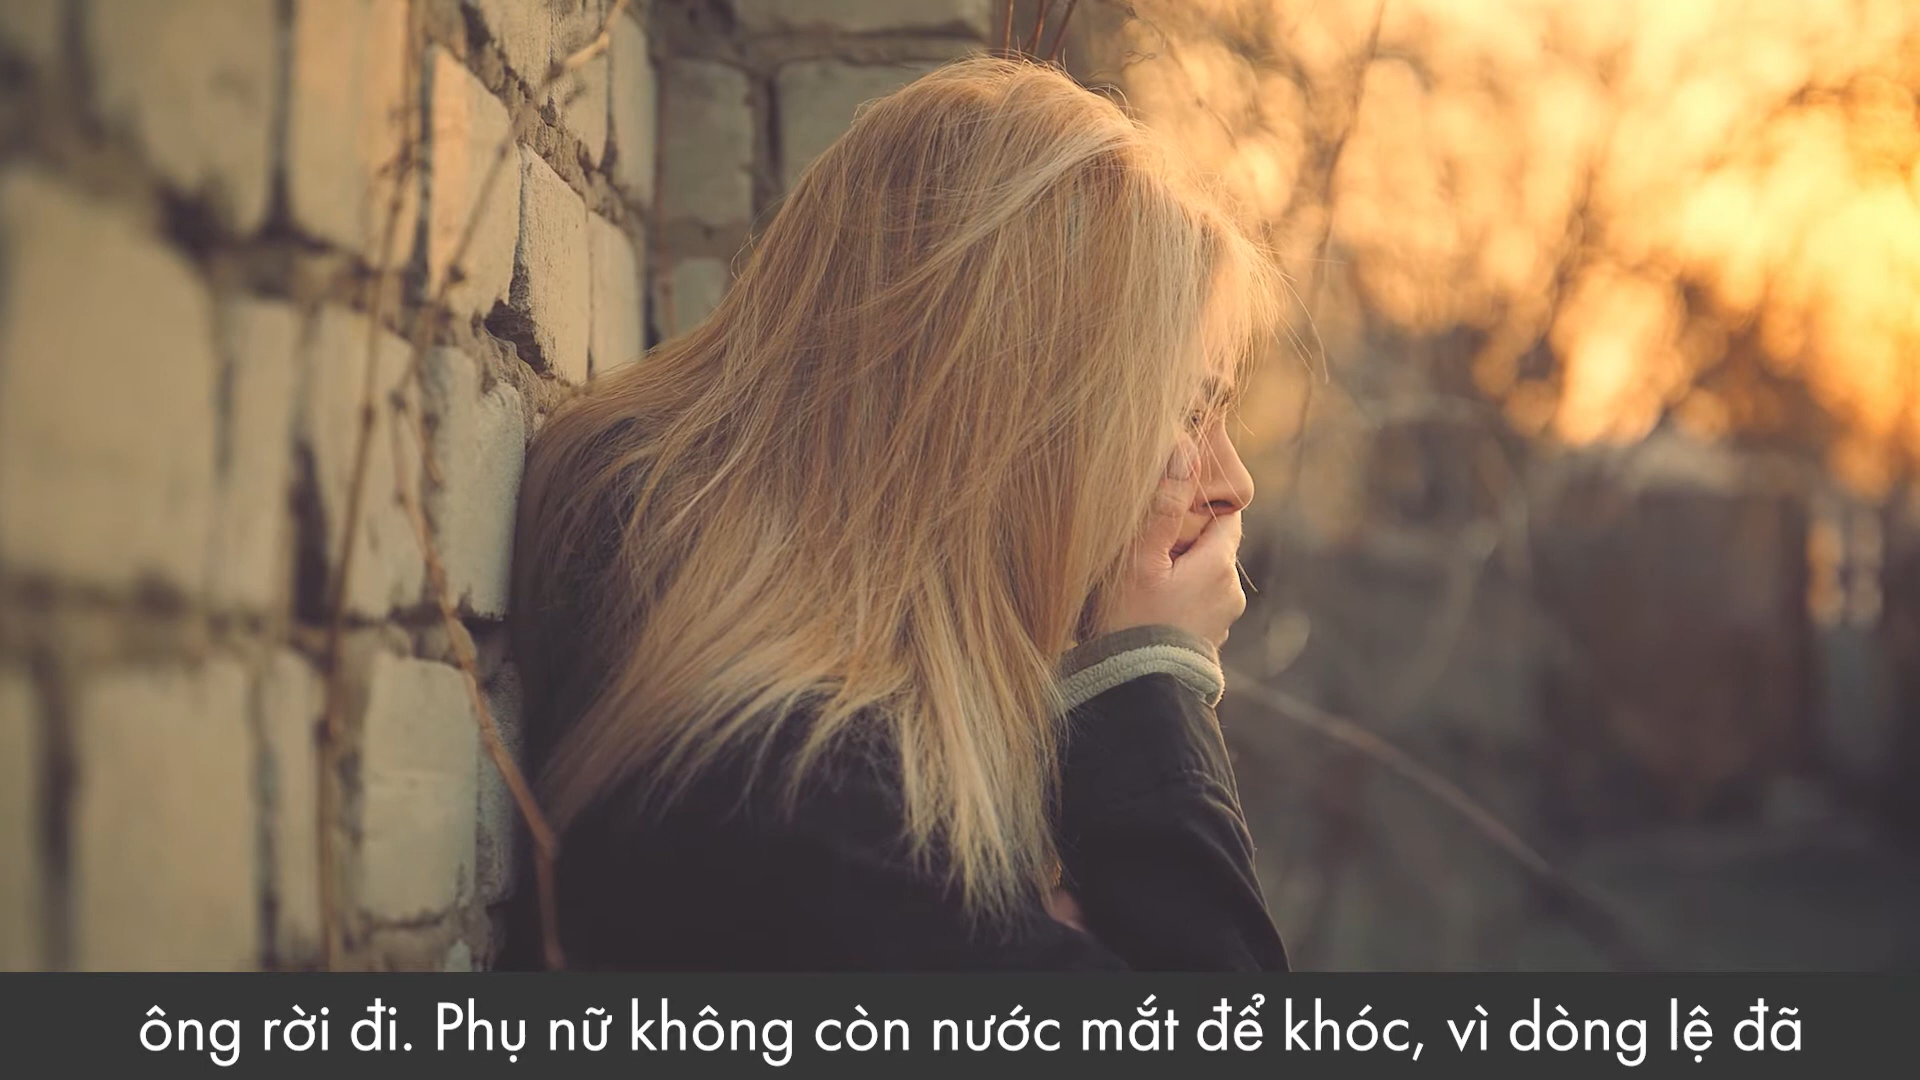 ông rời đi. Phụ nữ không còn nước mắt để khóc, vì dòng lệ đã